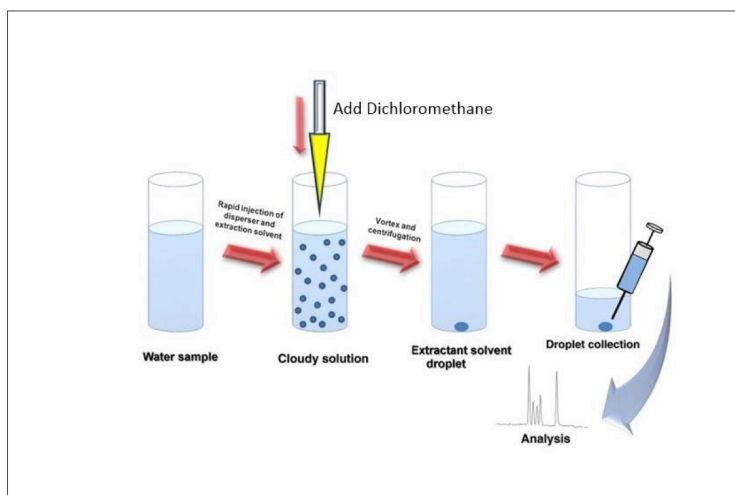 Add Dichloromethane
Rapid injection of
disperser and
extraction solvent
Vortex and
centrifugation
Water sample
Cloudy solution
Extractant solvent
droplet
Droplet collection
Analysis